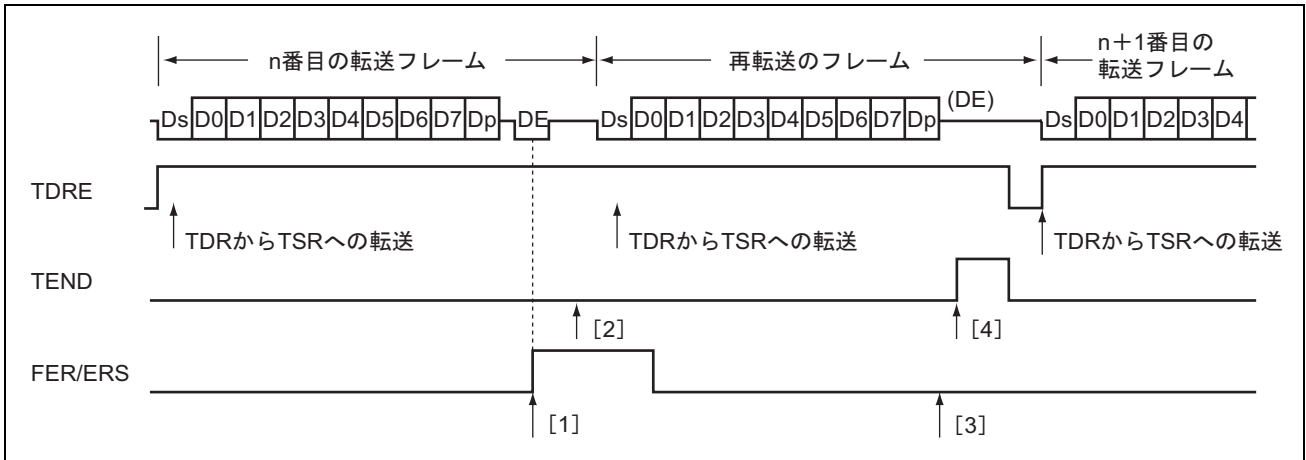 n番目の転送フレーム
再転送のフレーム
n＋1番目の
転送フレーム
Ds D0 D1 D2 D3 D4 D5 D6 D7 Dp DE
Ds D0 D1 D2 D3 D4 D5 D6 D7 Dp (DE)
Ds D0 D1 D2 D3 D4
TDRE
TDRからTSRへの転送
TDRからTSRへの転送
TDRからTSRへの転送
TEND
［2］
［4］
FER/ERS
［1］
［3］